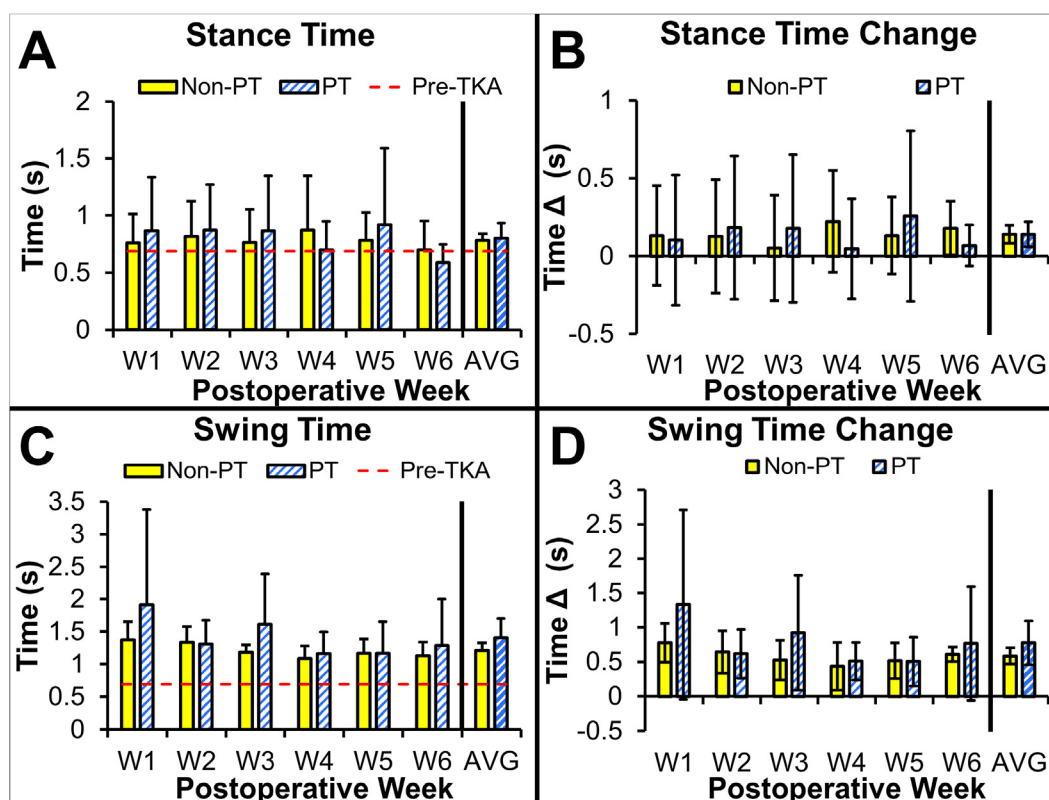 A
Stance Time
Non-PT PT Pre-TKA
Time (s)
2
1.5
1
0.5
0
W1 W2 W3 W4 W5 W6 AVG
Postoperative Week
B
Stance Time Change
Non-PT PT
Time Δ (s)
1
0.5
0
-0.5
W1 W2 W3 W4 W5 W6 AVG
Postoperative Week
C
Swing Time
Non-PT PT Pre-TKA
Time (s)
3.5
3
2.5
2
1.5
1
0.5
0
W1 W2 W3 W4 W5 W6 AVG
Postoperative Week
D
Swing Time Change
Non-PT PT
Time Δ (s)
3
2.5
2
1.5
1
0.5
0
-0.5
W1 W2 W3 W4 W5 W6 AVG
Postoperative Week